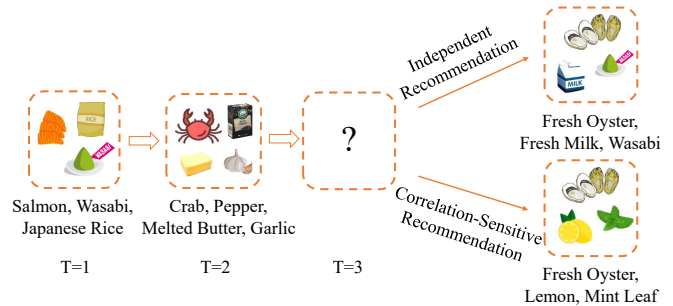 Independent
Recommendation
MILK
WASABI
Fresh Oyster,
Fresh Milk, Wasabi
RICE
WASABI
?
Salmon, Wasabi,
Japanese Rice
Crab, Pepper,
Melted Butter, Garlic
Correlation-Sensitive
Recommendation
T=1
T=2
T=3
Fresh Oyster,
Lemon, Mint Leaf